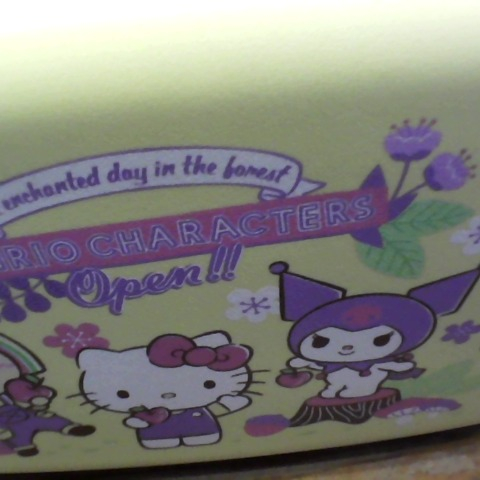 enchanted day in the forest
RIO CHARACTERS
Open!!